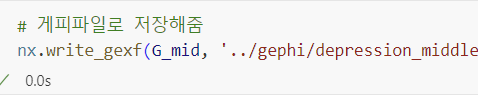 # 게피파일로 저장해줌
nx.write_gexf(G_mid, '../gephi/depression_middle
✓ 0.0s